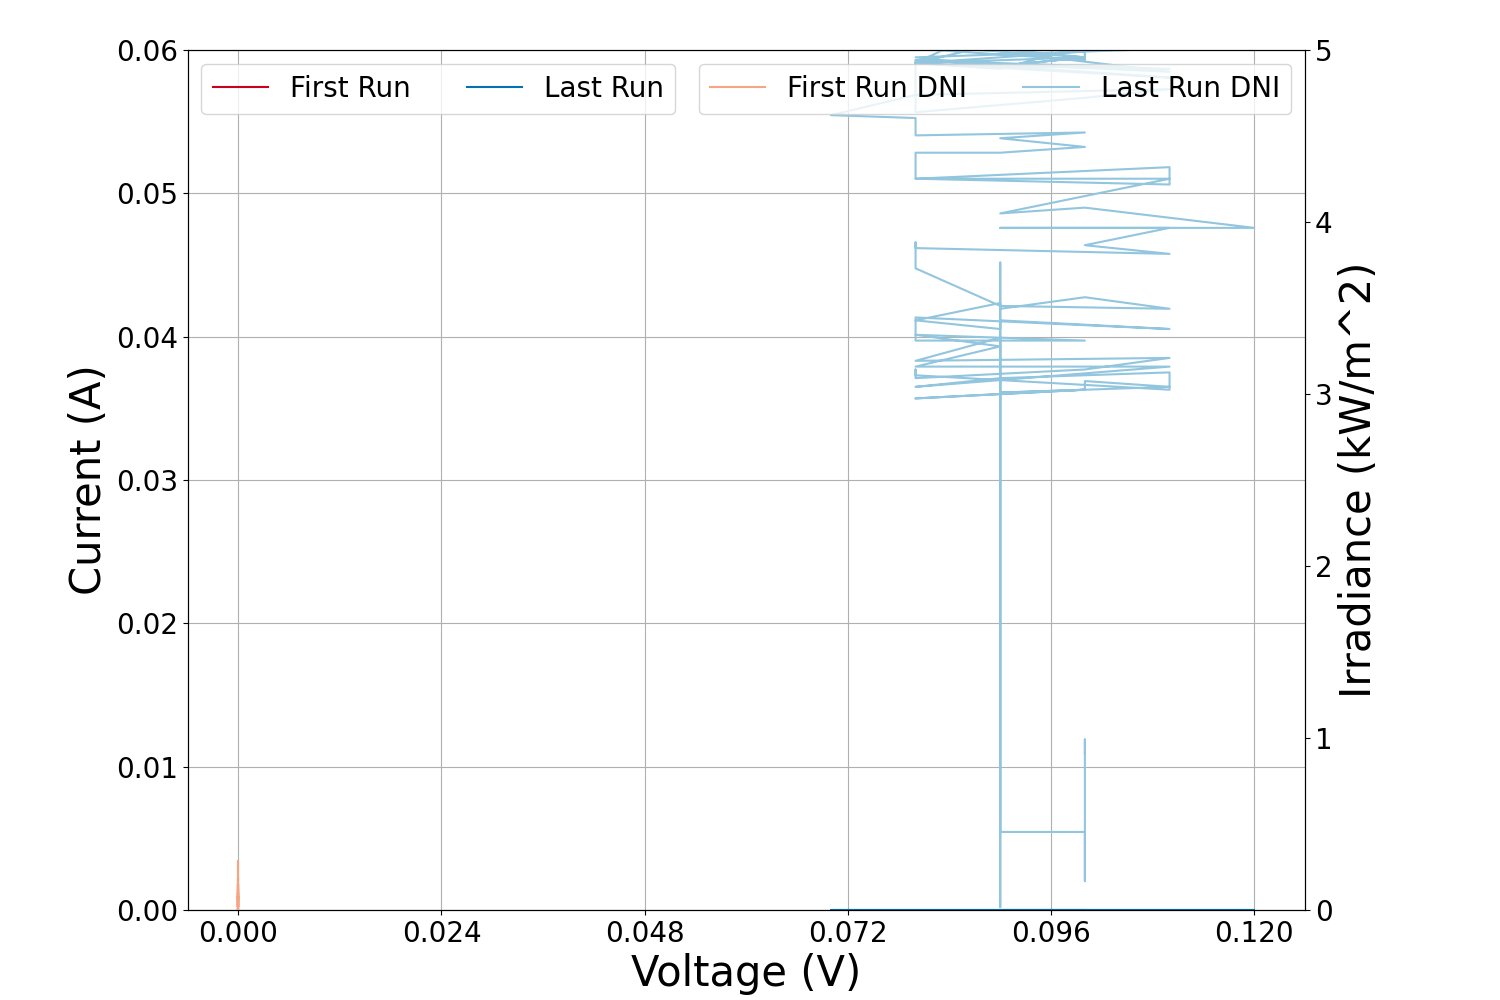 First Run
Last Run
First Run DNI
Last Run DNI
Current (A)
0.06
0.05
0.04
0.03
0.02
0.01
0.00
0.000
0.024
0.048
0.072
0.096
0.120
Voltage (V)
5
4
3
2
1
0
Irradiance (kW/m^2)